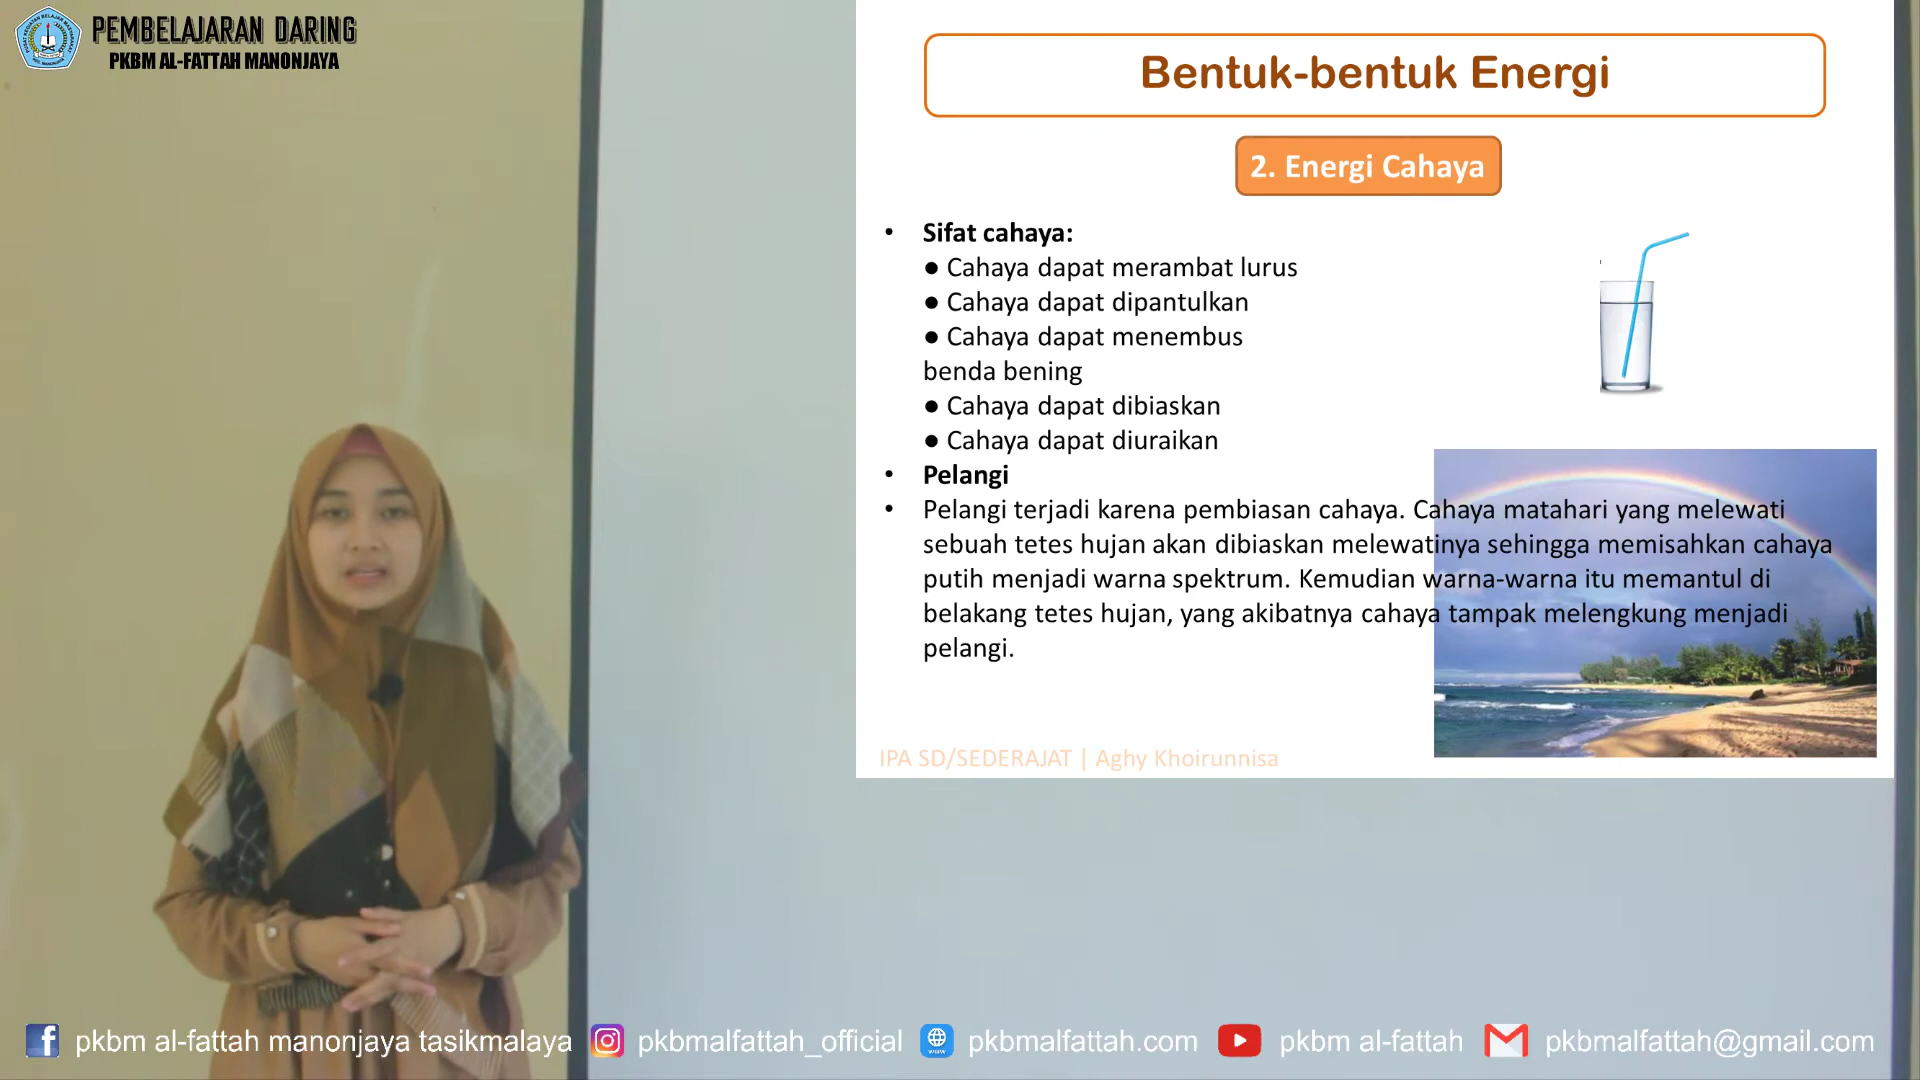 PEMBELAJARAN DARING
PKBM AL-FATTAH MANONJAYA
Bentuk-bentuk Energi
2. Energi Cahaya
• Sifat cahaya:
● Cahaya dapat merambat lurus
● Cahaya dapat dipantulkan
● Cahaya dapat menembus
benda bening
● Cahaya dapat dibiaskan
● Cahaya dapat diuraikan
• Pelangi
• Pelangi terjadi karena pembiasan cahaya. Cahaya matahari yang melewati
sebuah tetes hujan akan dibiaskan melewatinya sehingga memisahkan cahaya
putih menjadi warna spektrum. Kemudian warna-warna itu memantul di
belakang tetes hujan, yang akibatnya cahaya tampak melengkung menjadi
pelangi.
IPA SD/SEDERAJAT | Aghy Khoirunnisa
pkbm al-fattah manonjaya tasikmalaya
pkbmalfattah_official
pkbmalfattah.com
pkbm al-fattah
pkbmalfattah@gmail.com